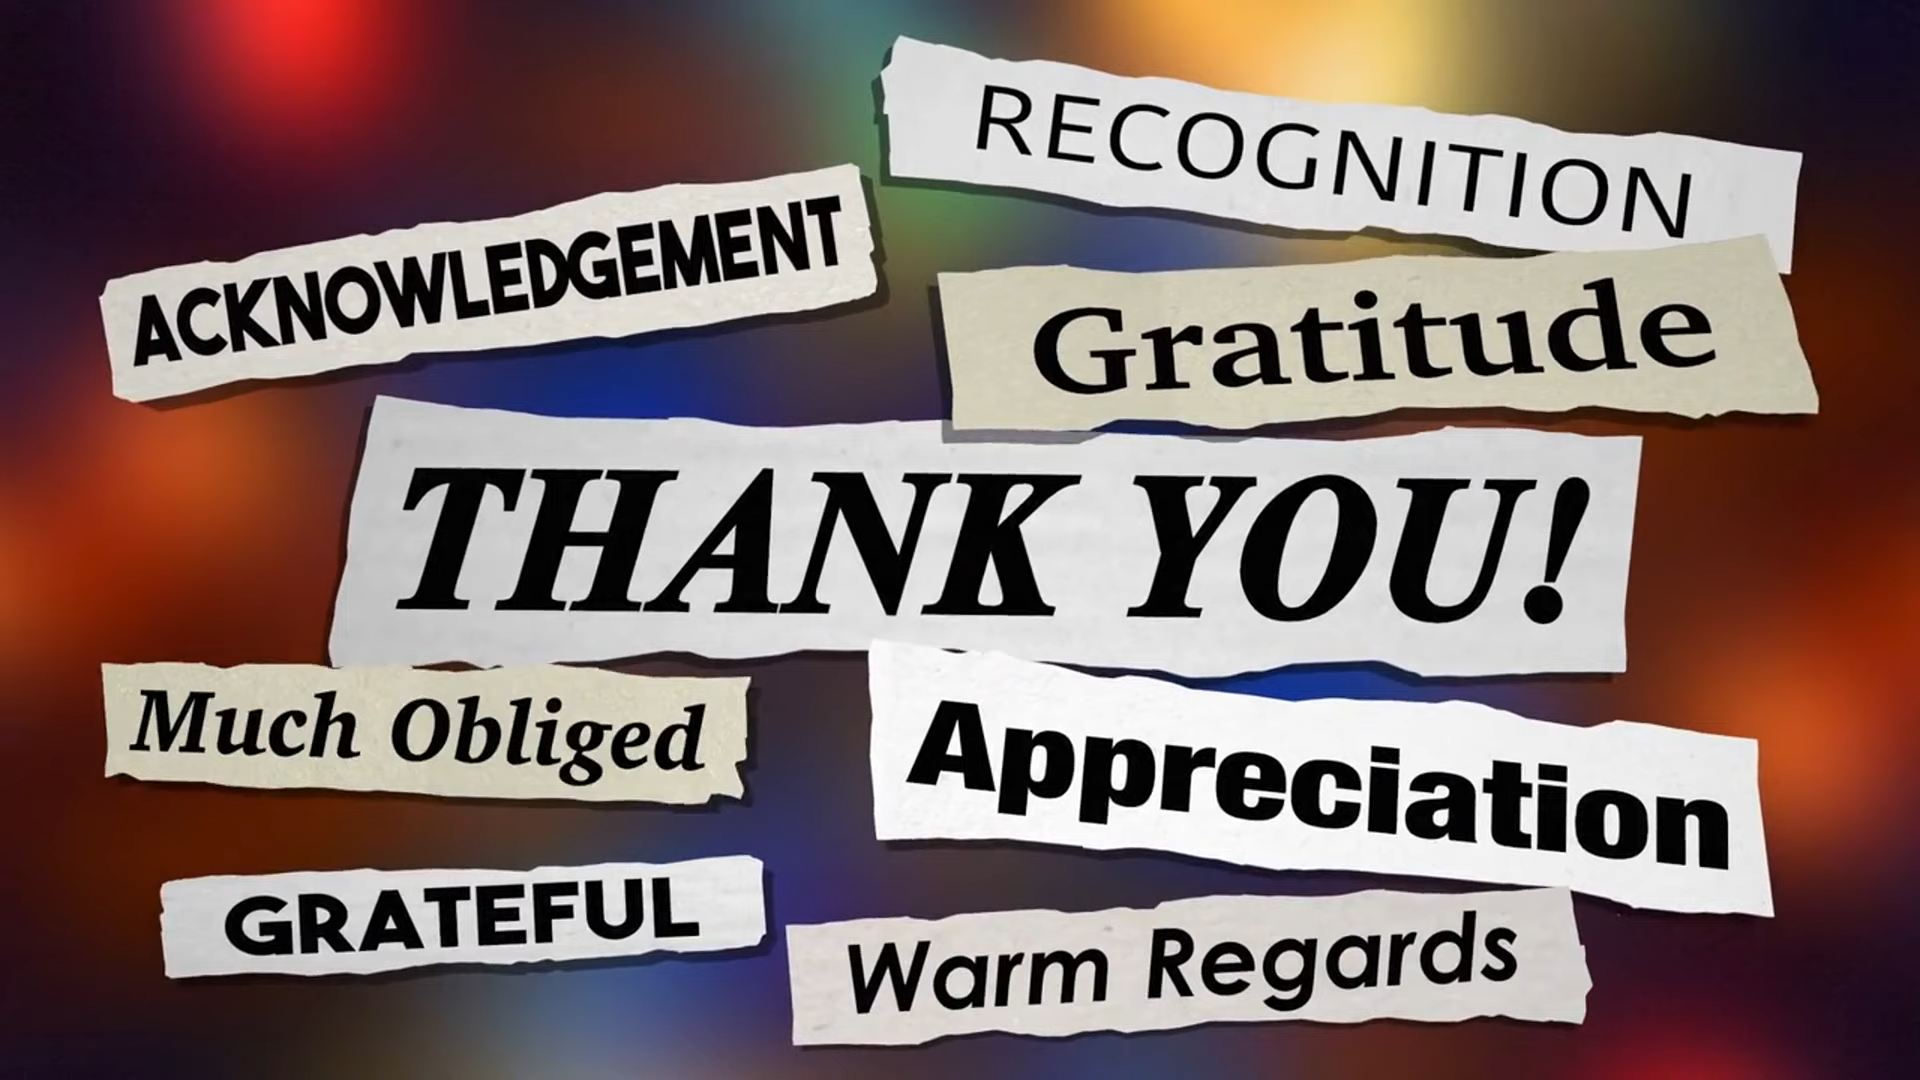 RECOGNITION
ACKNOWLEDGEMENT
Gratitude
THANK YOU!
Much Obliged
Appreciation
GRATEFUL
Warm Regards